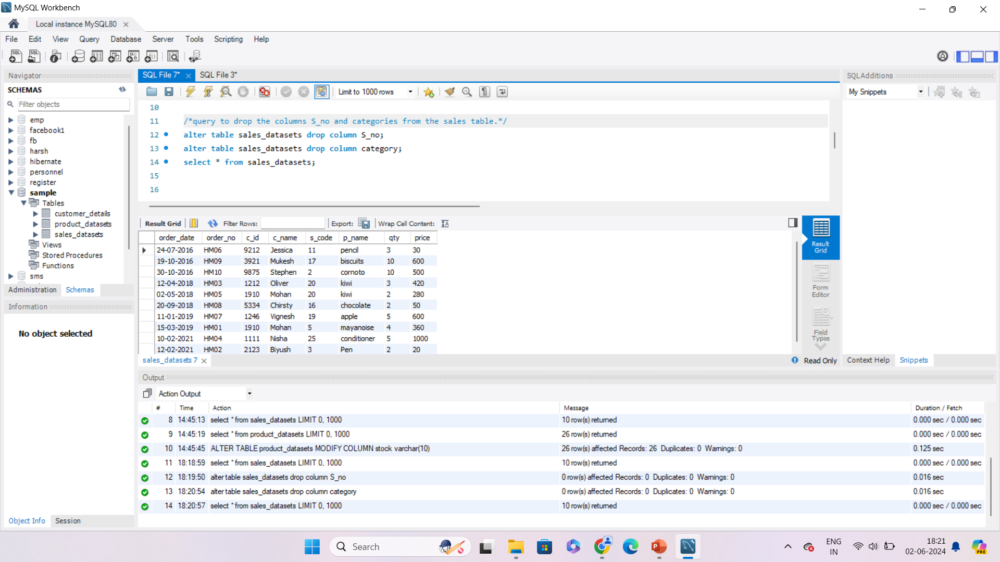 MySQL Workbench
Local instance MySQL80
File Edit View Query Database Server Tools Scripting Help
Navigator
SCHEMAS
Filter objects
emp
facebook1
fb
harsh
hibernate
personnel
register
sample
Tables
customer_details
product_datasets
sales_datasets
Views
Stored Procedures
Functions
sms
Administration Schemas
Information
No object selected
Object Info Session
SQL File 7* SQL File 3*
Limit to 1000 rows
10
11 /*query to drop the columns S_no and categories from the sales table.*/
12 alter table sales_datasets drop column S_no;
13 alter table sales_datasets drop column category;
14 select * from sales_datasets;
15
16
Result Grid Filter Rows: Export: Wrap Cell Content:
order_date order_no c_id c_name s_code p_name qty price
24-07-2016 HM06 9212 Jessica 11 pencil 3 30
19-10-2016 HM09 3921 Mukesh 17 biscuits 10 600
30-10-2016 HM10 9875 Stephen 2 cornoto 10 500
12-04-2018 HM03 1212 Oliver 20 kiwi 3 420
02-05-2018 HM05 1910 Mohan 20 kiwi 2 280
20-09-2018 HM08 5334 Chirsty 16 chocolate 2 50
11-01-2019 HM07 1246 Vignesh 19 apple 5 600
15-03-2019 HM01 1910 Mohan 5 mayanoise 4 360
10-02-2021 HM04 1111 Nisha 25 conditioner 5 1000
12-02-2021 HM02 2123 Biyush 3 Pen 2 20
sales_datasets 7
Result
Grid
Form
Editor
Field
Types
Read Only
SQLAdditions
My Snippets
Context Help Snippets
Output
Action Output
# Time Action Message Duration / Fetch
8 14:45:13 select * from sales_datasets LIMIT 0, 1000 10 row(s) returned 0.000 sec / 0.000 sec
9 14:45:19 select * from product_datasets LIMIT 0, 1000 26 row(s) returned 0.000 sec / 0.000 sec
10 14:45:45 ALTER TABLE product_datasets MODIFY COLUMN stock varchar(10) 26 row(s) affected Records: 26 Duplicates: 0 Warnings: 0 0.125 sec
11 18:18:59 select * from sales_datasets LIMIT 0, 1000 10 row(s) returned 0.000 sec / 0.000 sec
12 18:19:50 alter table sales_datasets drop column S_no 0 row(s) affected Records: 0 Duplicates: 0 Warnings: 0 0.016 sec
13 18:20:54 alter table sales_datasets drop column category 0 row(s) affected Records: 0 Duplicates: 0 Warnings: 0 0.016 sec
14 18:20:57 select * from sales_datasets LIMIT 0, 1000 10 row(s) returned 0.000 sec / 0.000 sec
Search
ENG
IN
18:21
02-06-2024
PRE